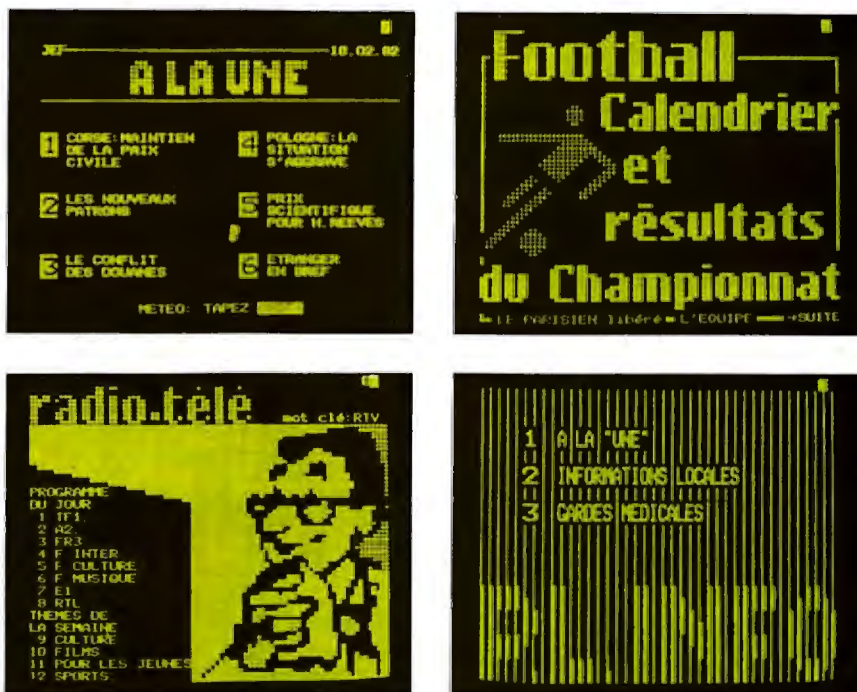 JEF
10.02.82
A LA UNE
1 CORSE: MAINTIEN
DE LA PAIX
CIVILE
2 LES NOUVEAUX
PATRONS
3 LE CONFLIT
DES DOUANES
4 POLOGNE: LA
SITUATION
S'AGGRAVE
5 PRIX
SCIENTIFIQUE
POUR H. REEVES
6 ETRANGER
EN BREF
METEO: TAPEZ
Football
Calendrier
et
résultats
du Championnat
LE PARISIEN libéré L'EQUIPE →SUITE
radio.télé
mot clé:RTV
PROGRAMME
DU JOUR
1 TF1
2 A2
3 FR3
4 F INTER
5 F CULTURE
6 F MUSIQUE
7 E1
8 RTL
THEMES DE
LA SEMAINE
9 CULTURE
10 FILMS
11 POUR LES JEUNES
12 SPORTS
1 A LA "UNE"
2 INFORMATIONS LOCALES
3 GARDES MEDICALES